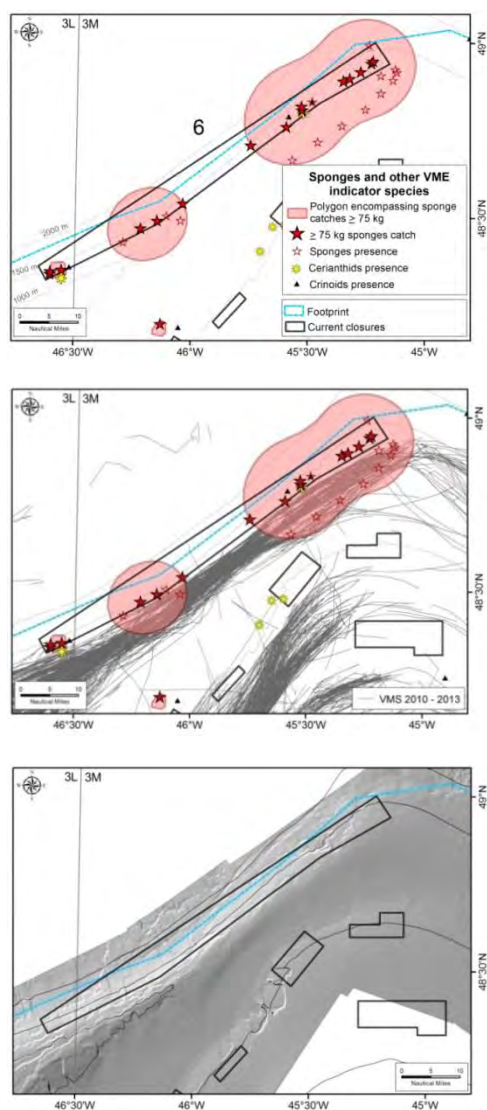 3L 3M
49°N
6
Sponges and other VME
indicator species
Polygon encompassing sponge
catches ≥ 75 kg
≥ 75 kg sponges catch
Sponges presence
Cerianthids presence
Crinoids presence
Footprint
Current closures
48°30'N
2000 m
1500 m
1000 m
0 5 10
Nautical Miles
46°30'W 46°W 45°30'W 45°W
3L 3M
49°N
48°30'N
0 5 10
Nautical Miles
VMS 2010 - 2013
46°30'W 46°W 45°30'W 45°W
3L 3M
49°N
48°30'N
0 5 10
Nautical Miles
46°30'W 46°W 45°30'W 45°W